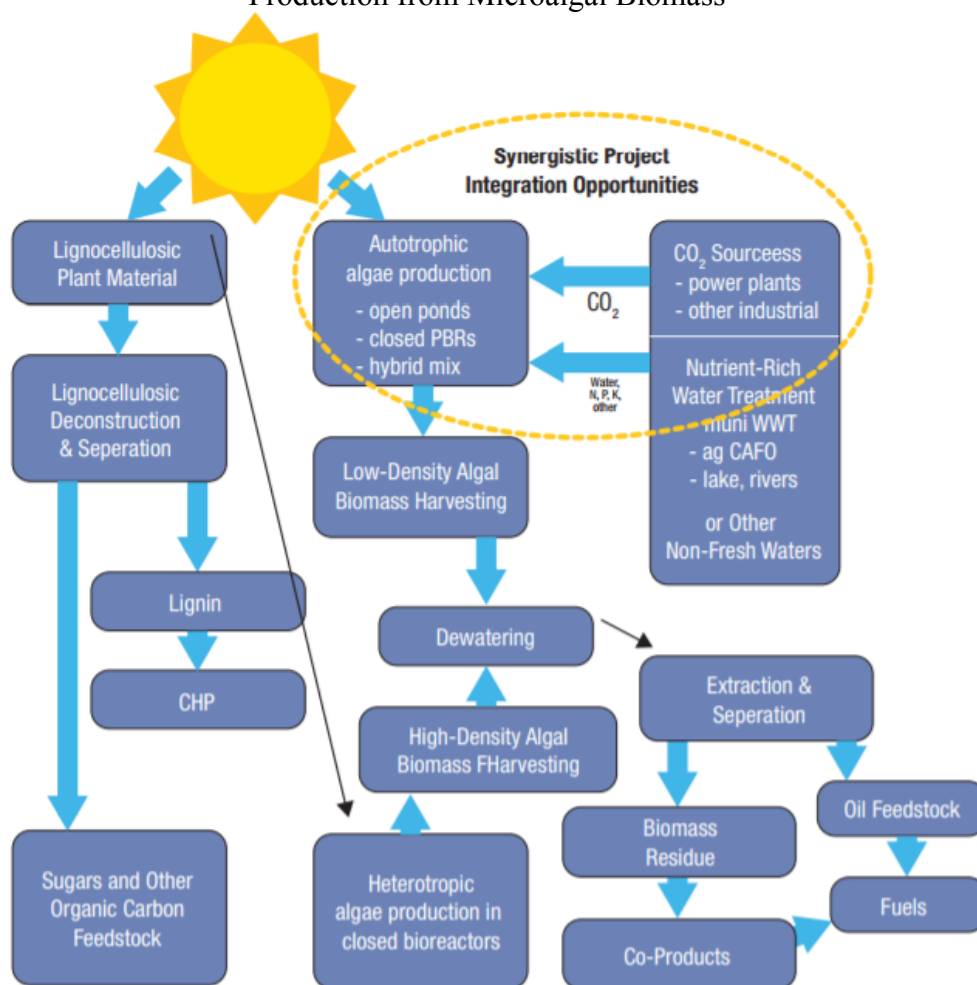 Production from Microalgal Biomass
Synergistic Project
Integration Opportunities
Lignocellulosic
Plant Material
Autotrophic
algae production
- open ponds
- closed PBRs
- hybrid mix
CO₂
Water,
N, P, K,
other
CO₂ Sourceess
- power plants
- other industrial
Nutrient-Rich
Water Treatment
muni WWT
- ag CAFO
- lake, rivers
or Other
Non-Fresh Waters
Lignocellulosic
Deconstruction
& Seperation
Low-Density Algal
Biomass Harvesting
Lignin
CHP
Dewatering
High-Density Algal
Biomass FHarvesting
Extraction &
Seperation
Biomass
Residue
Oil Feedstock
Fuels
Co-Products
Sugars and Other
Organic Carbon
Feedstock
Heterotropic
algae production in
closed bioreactors